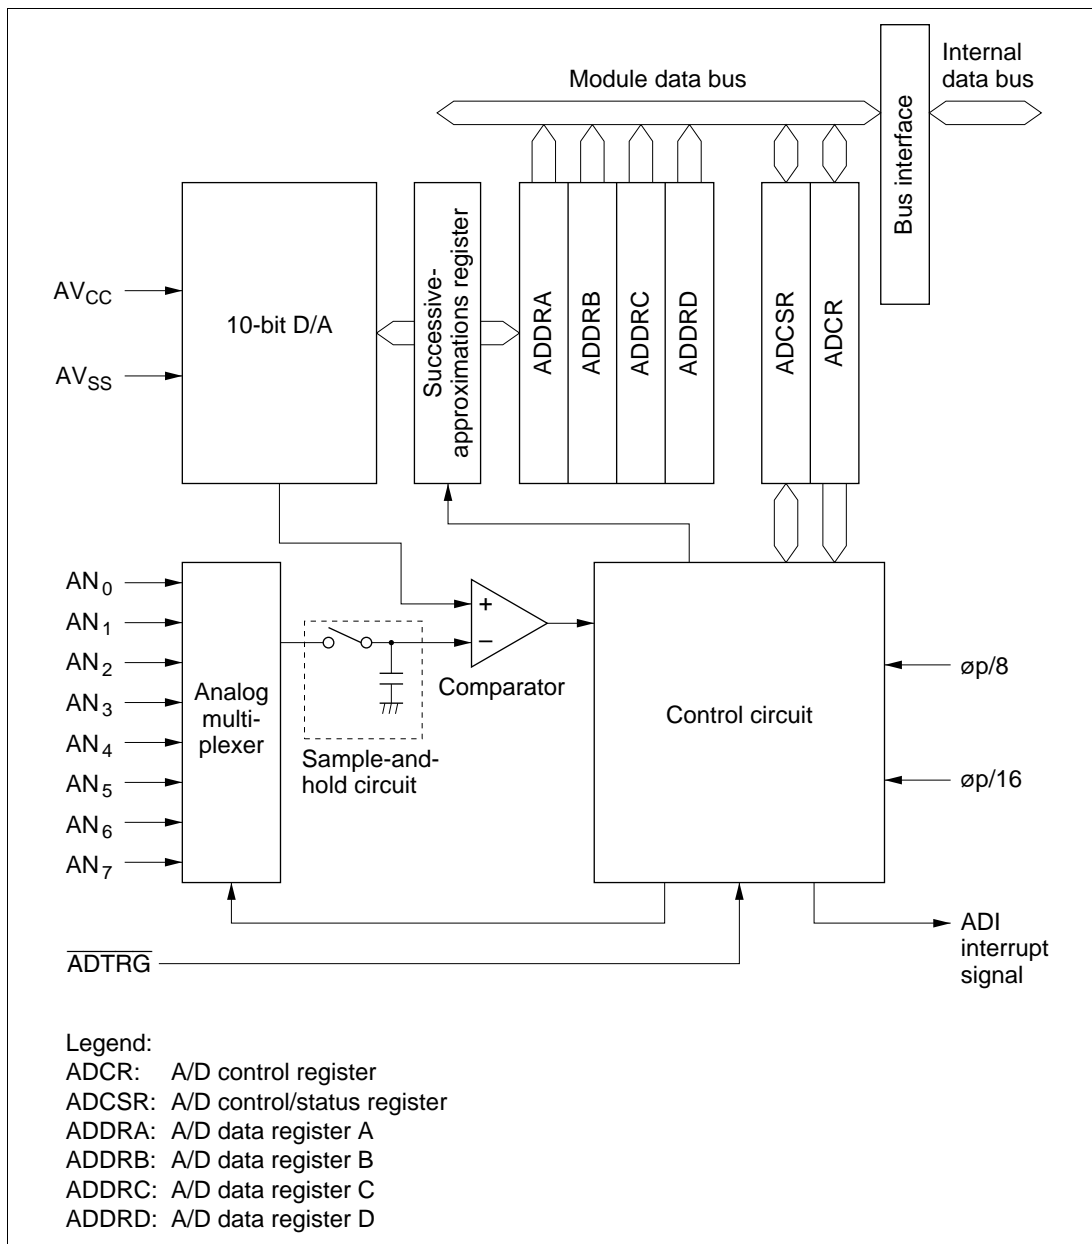 Module data bus
Internal
data bus
Bus interface
AVCC
AVSS
10-bit D/A
Successive-
approximations register
ADDRA
ADDRB
ADDRC
ADDRD
ADCSR
ADCR
AN0
AN1
AN2
AN3
AN4
AN5
AN6
AN7
Analog
multi-
plexer
Sample-and-
hold circuit
+
−
Comparator
Control circuit
øp/8
øp/16
ADTRG
ADI
interrupt
signal
Legend:
ADCR: A/D control register
ADCSR: A/D control/status register
ADDRA: A/D data register A
ADDRB: A/D data register B
ADDRC: A/D data register C
ADDRD: A/D data register D